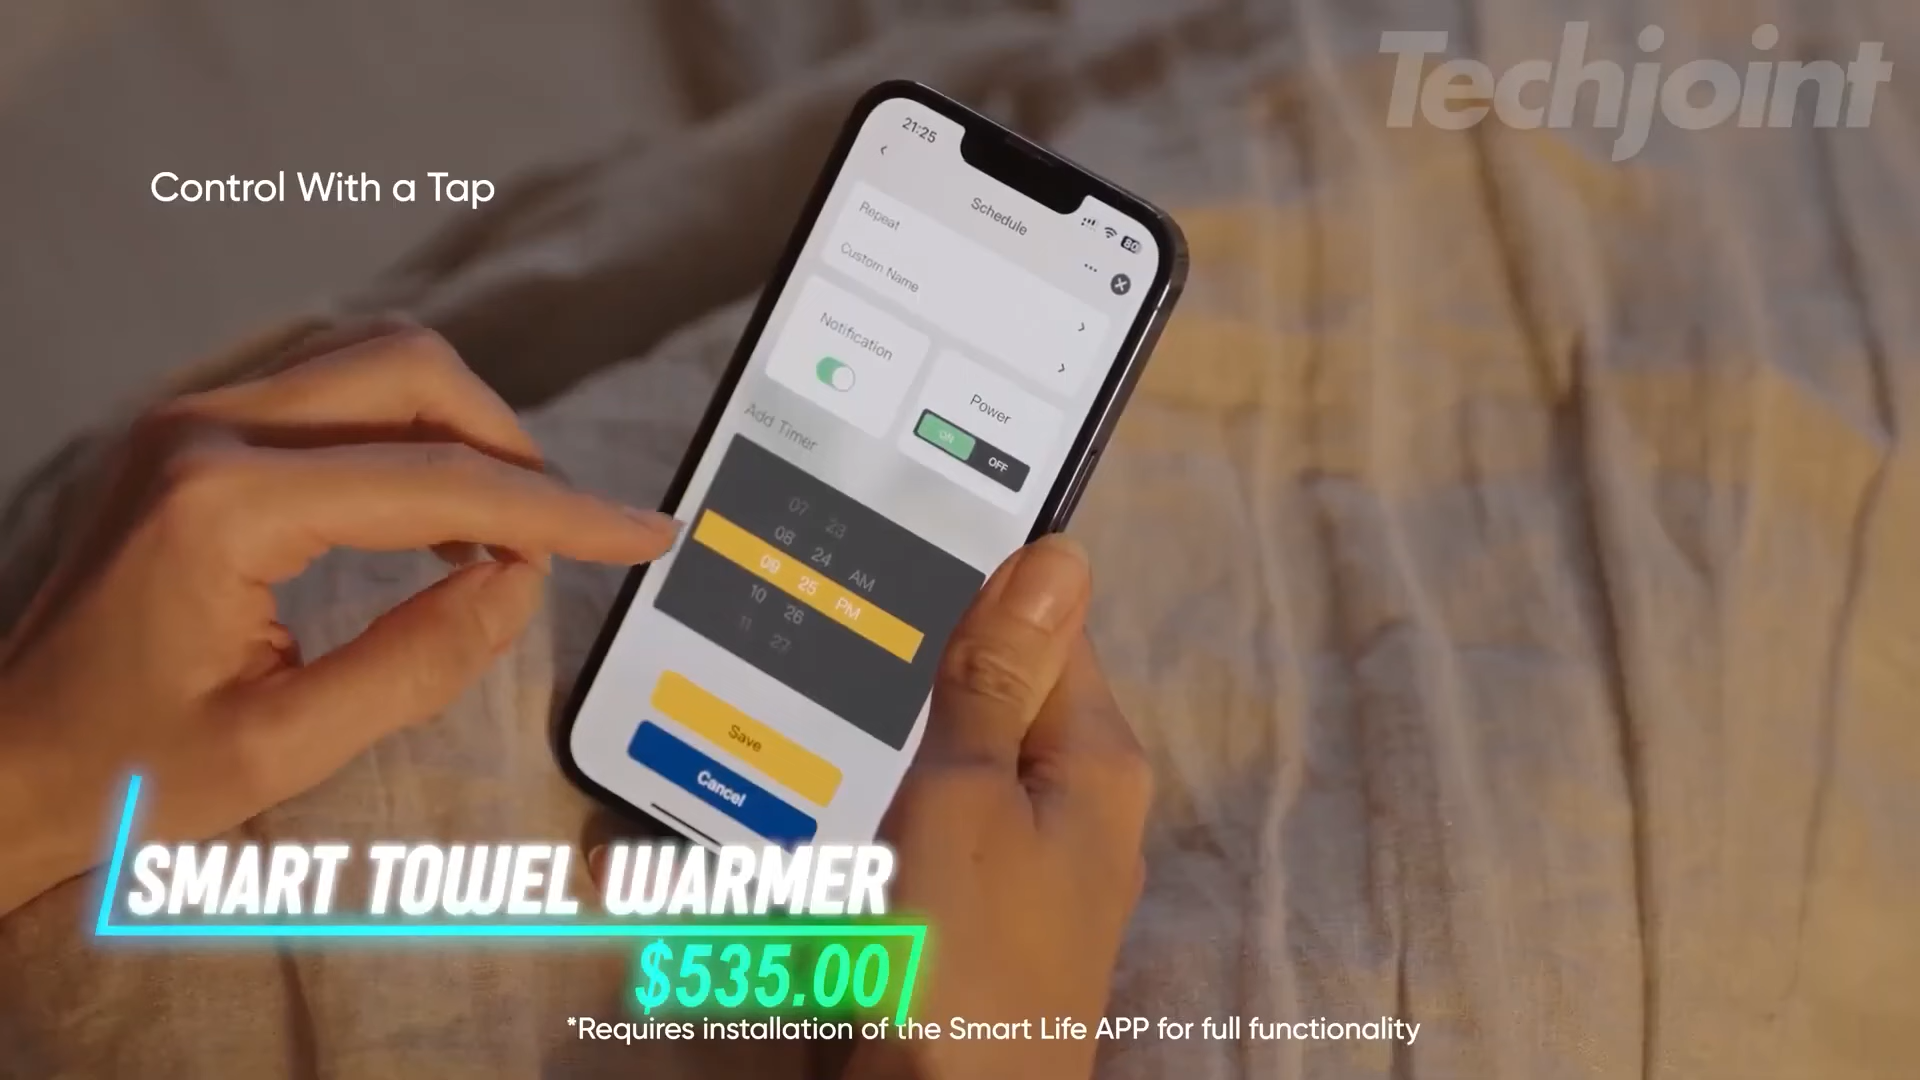 Techjoint
Control With a Tap
21:25
80
Schedule
Repeat
Custom Name
Notification
Power
ON
OFF
Add Timer
07 23
08 24 AM
09 25 PM
10 26
11 27
Save
Cancel
SMART TOWEL WARMER
$535.00
*Requires installation of the Smart Life APP for full functionality